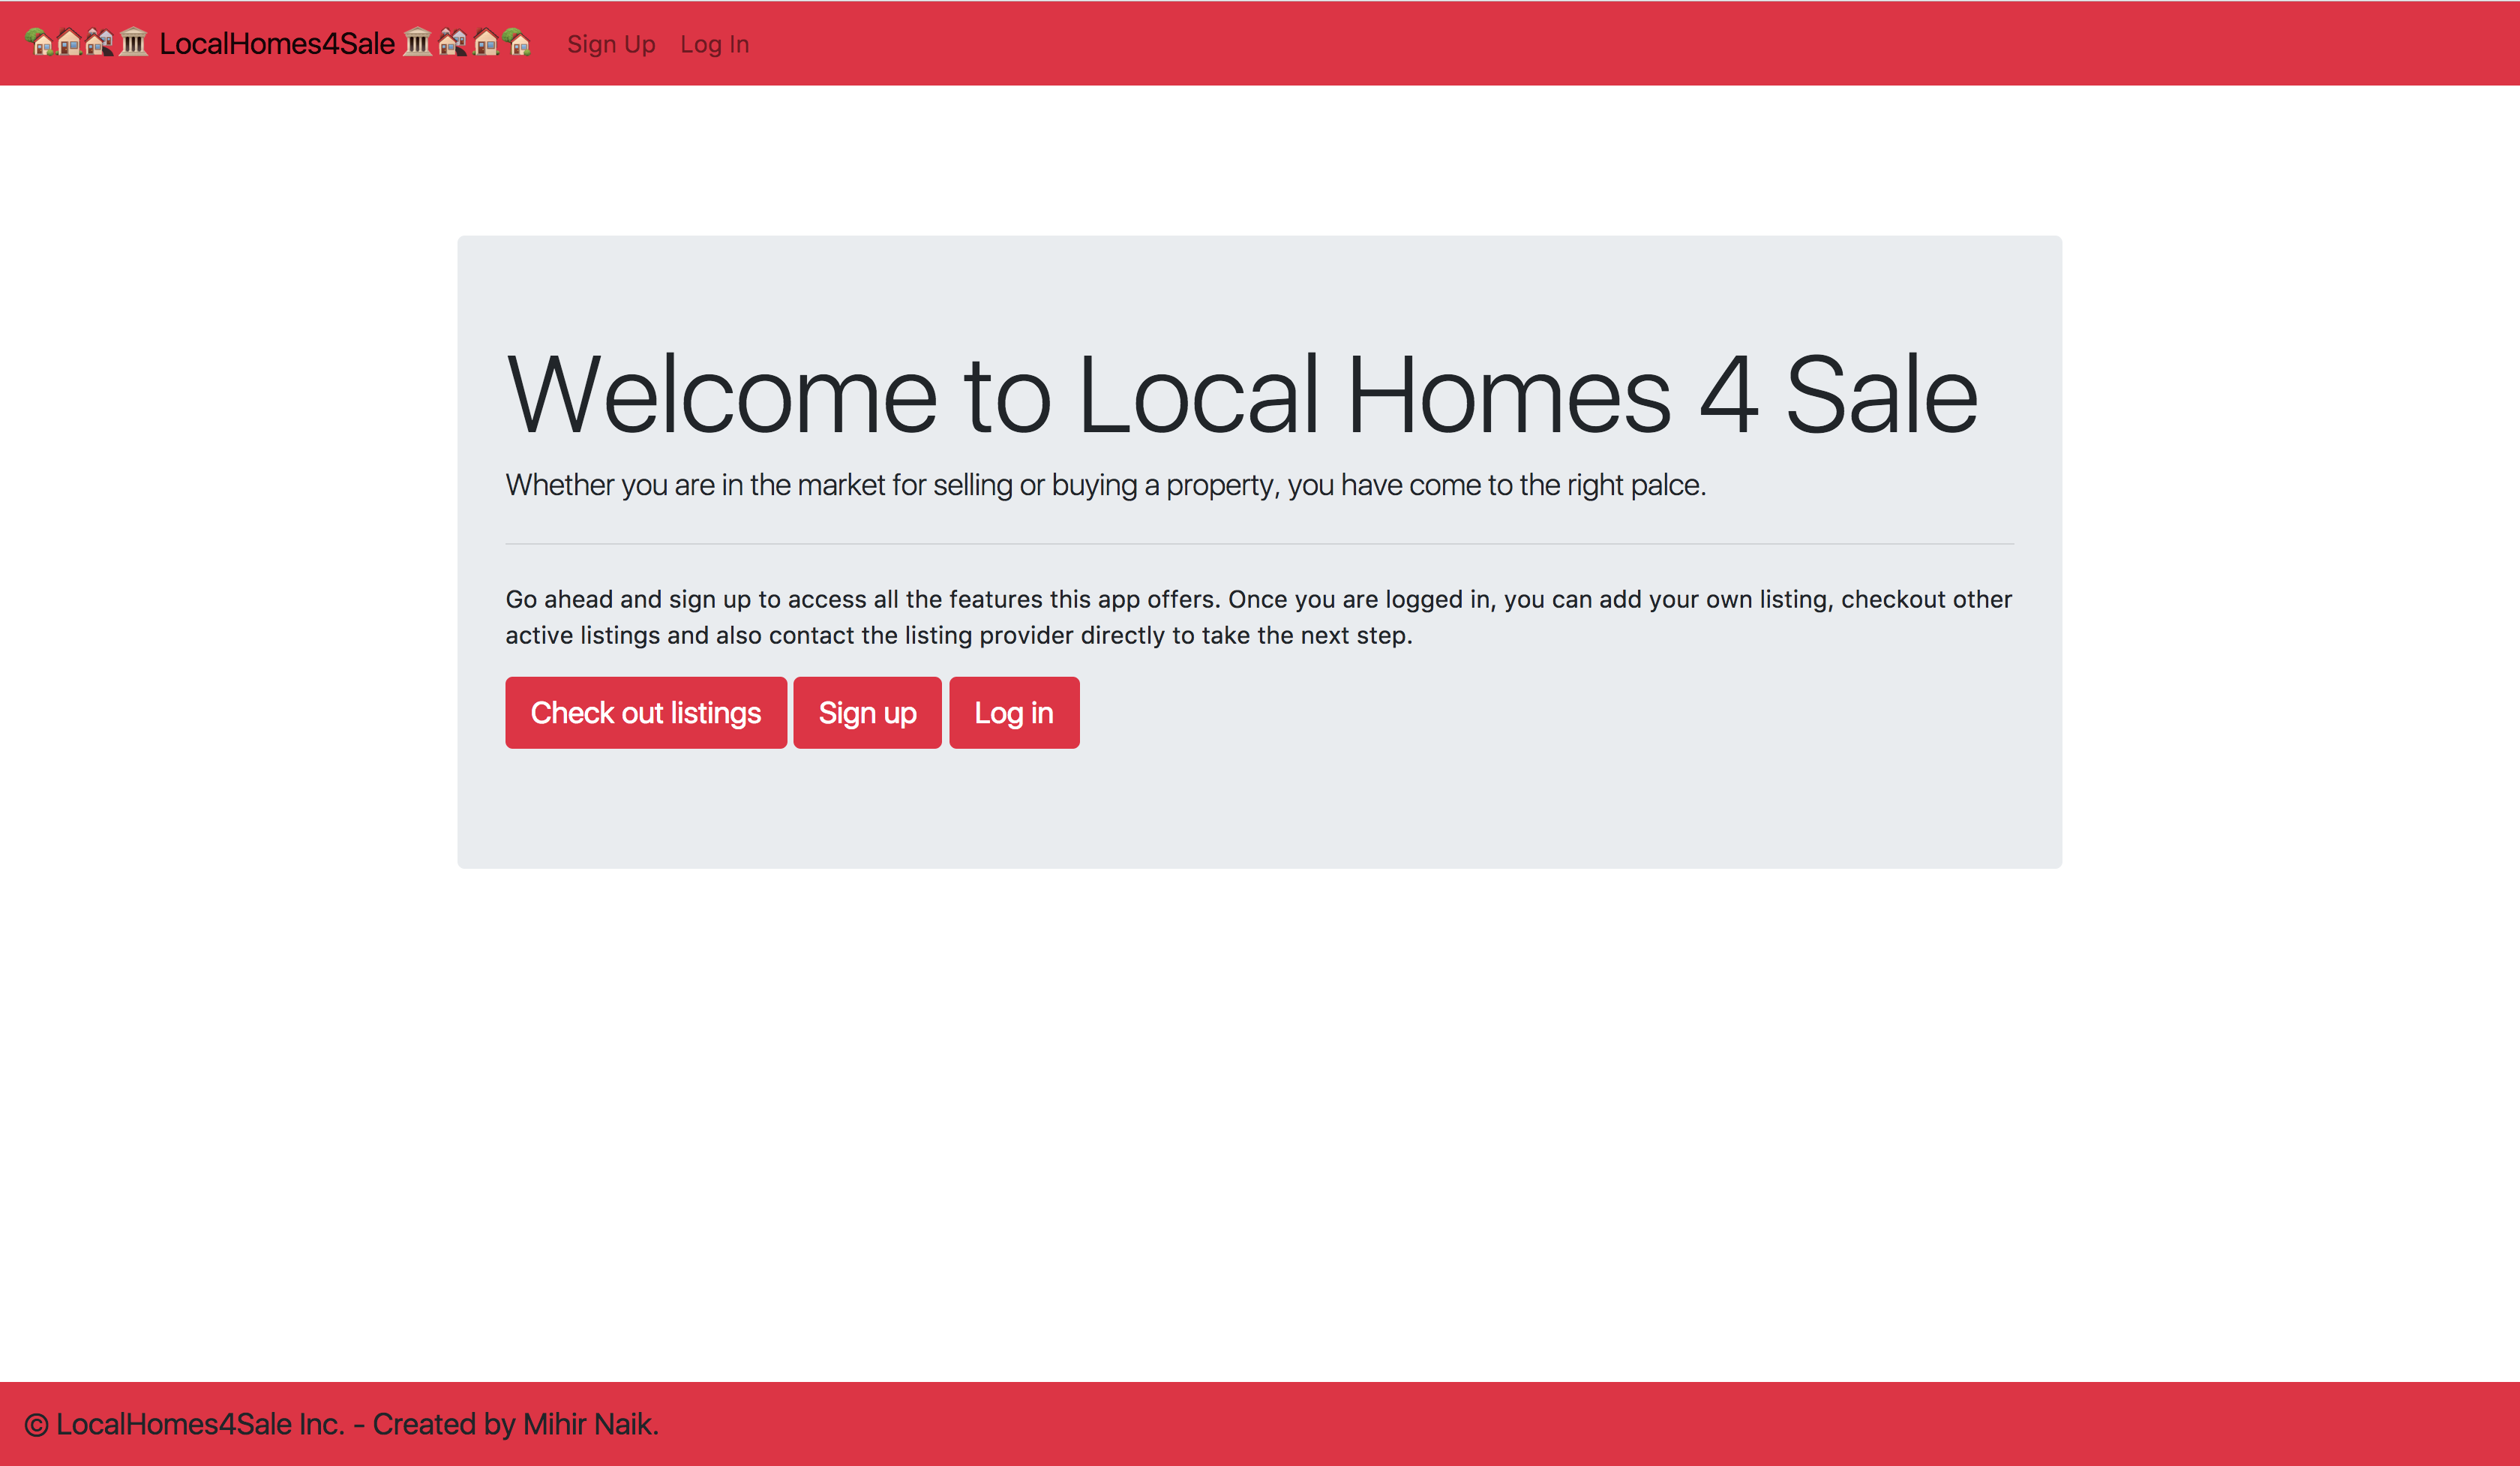 🏡🏠🏘️🏛️ LocalHomes4Sale 🏛️🏘️🏠🏡 Sign Up Log In
Welcome to Local Homes 4 Sale
Whether you are in the market for selling or buying a property, you have come to the right palce.
Go ahead and sign up to access all the features this app offers. Once you are logged in, you can add your own listing, checkout other
active listings and also contact the listing provider directly to take the next step.
Check out listings Sign up Log in
© LocalHomes4Sale Inc. - Created by Mihir Naik.